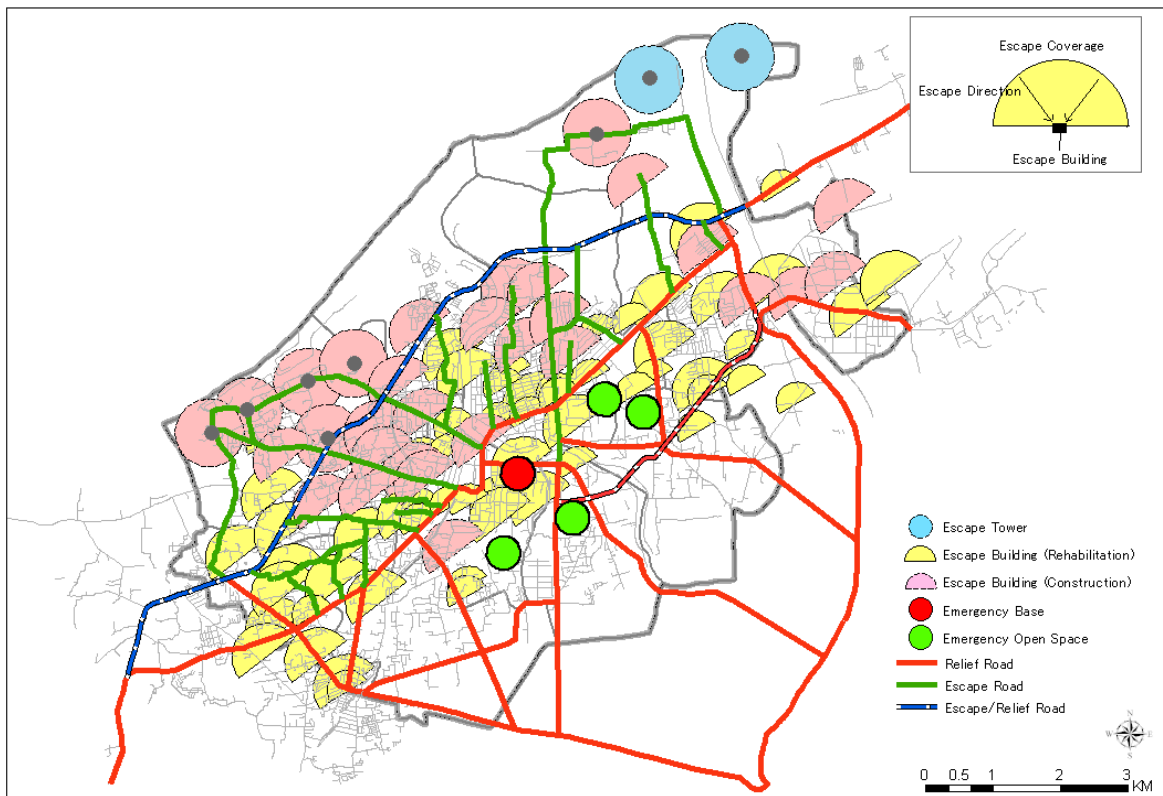 Escape Coverage
Escape Direction
Escape Building
Escape Tower
Escape Building (Rehabilitation)
Escape Building (Construction)
Emergency Base
Emergency Open Space
Relief Road
Escape Road
Escape/Relief Road
N
W E
S
0 0.5 1 2 3
KM